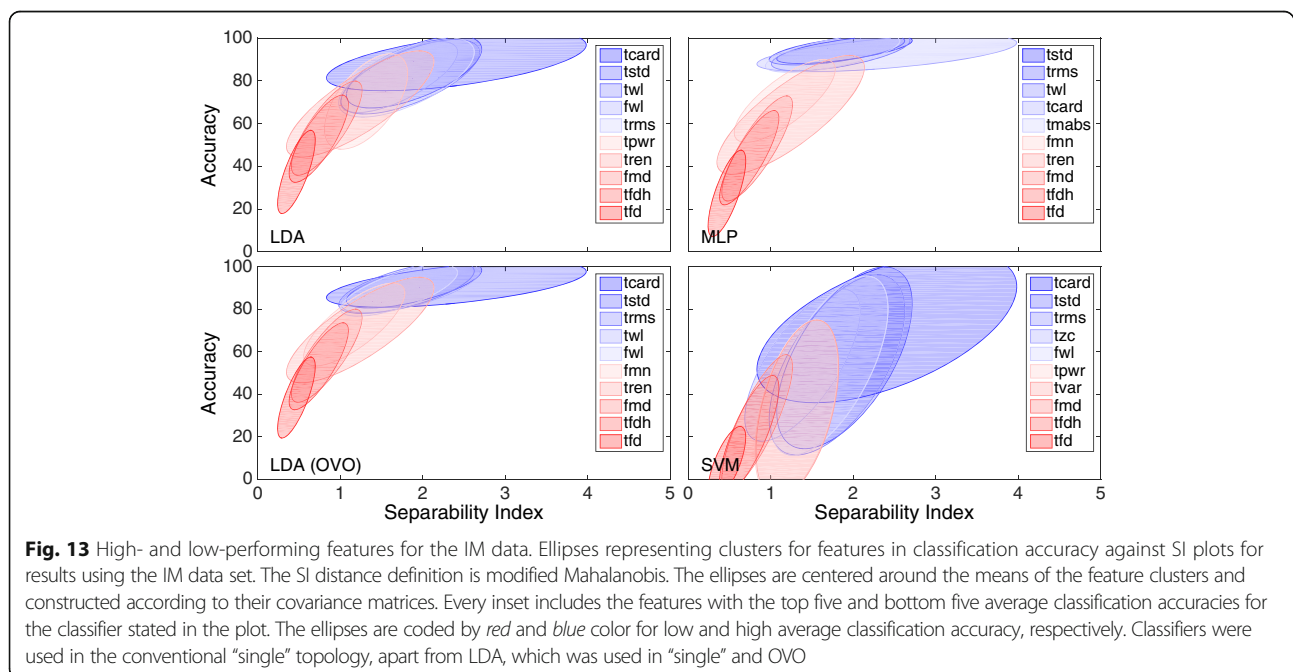 100
80
60
40
20
0
Accuracy
LDA
tcard
tstd
twl
fwl
trms
tpwr
tren
fmd
tfdh
tfd
MLP
tstd
trms
twl
tcard
tmabs
fmn
tren
fmd
tfdh
tfd
100
80
60
40
20
0
Accuracy
LDA (OVO)
tcard
tstd
trms
twl
fwl
fmn
tren
fmd
tfdh
tfd
0 1 2 3 4 5
Separability Index
SVM
tcard
tstd
trms
tzc
fwl
tpwr
tvar
fmd
tfdh
tfd
0 1 2 3 4 5
Separability Index
Fig. 13 High- and low-performing features for the IM data. Ellipses representing clusters for features in classification accuracy against SI plots for
results using the IM data set. The SI distance definition is modified Mahalanobis. The ellipses are centered around the means of the feature clusters and
constructed according to their covariance matrices. Every inset includes the features with the top five and bottom five average classification accuracies for
the classifier stated in the plot. The ellipses are coded by red and blue color for low and high average classification accuracy, respectively. Classifiers were
used in the conventional “single” topology, apart from LDA, which was used in “single” and OVO